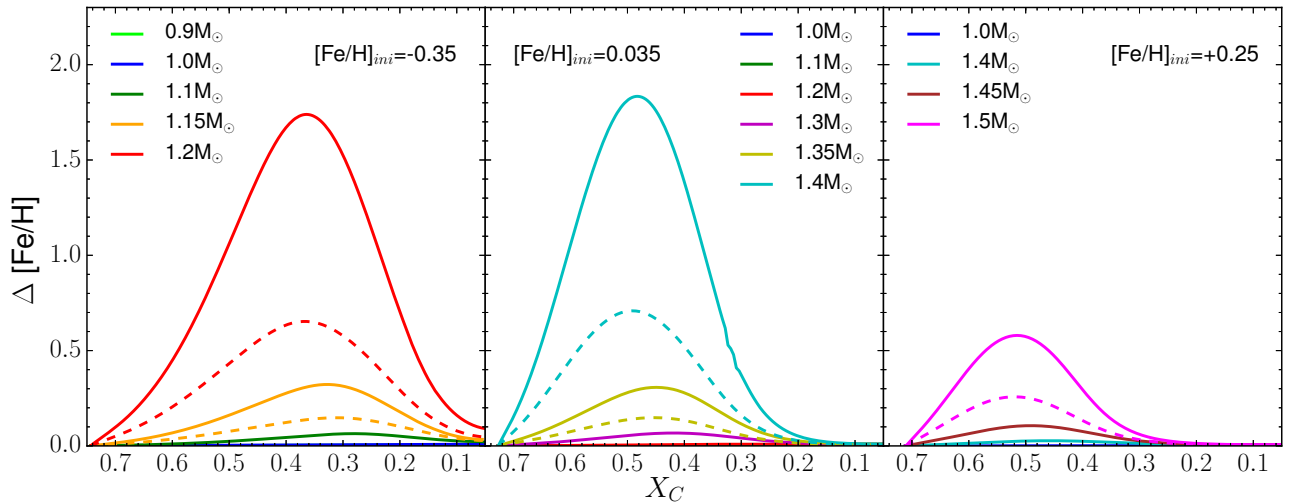 Δ [Fe/H]
2.0
1.5
1.0
0.5
0.0
0.9M⊙
1.0M⊙
1.1M⊙
1.15M⊙
1.2M⊙
[Fe/H]ini=-0.35
0.7 0.6 0.5 0.4 0.3 0.2 0.1
[Fe/H]ini=0.035
1.0M⊙
1.1M⊙
1.2M⊙
1.3M⊙
1.35M⊙
1.4M⊙
0.7 0.6 0.5 0.4 0.3 0.2 0.1
1.0M⊙
1.4M⊙
1.45M⊙
1.5M⊙
[Fe/H]ini=+0.25
0.7 0.6 0.5 0.4 0.3 0.2 0.1
XC